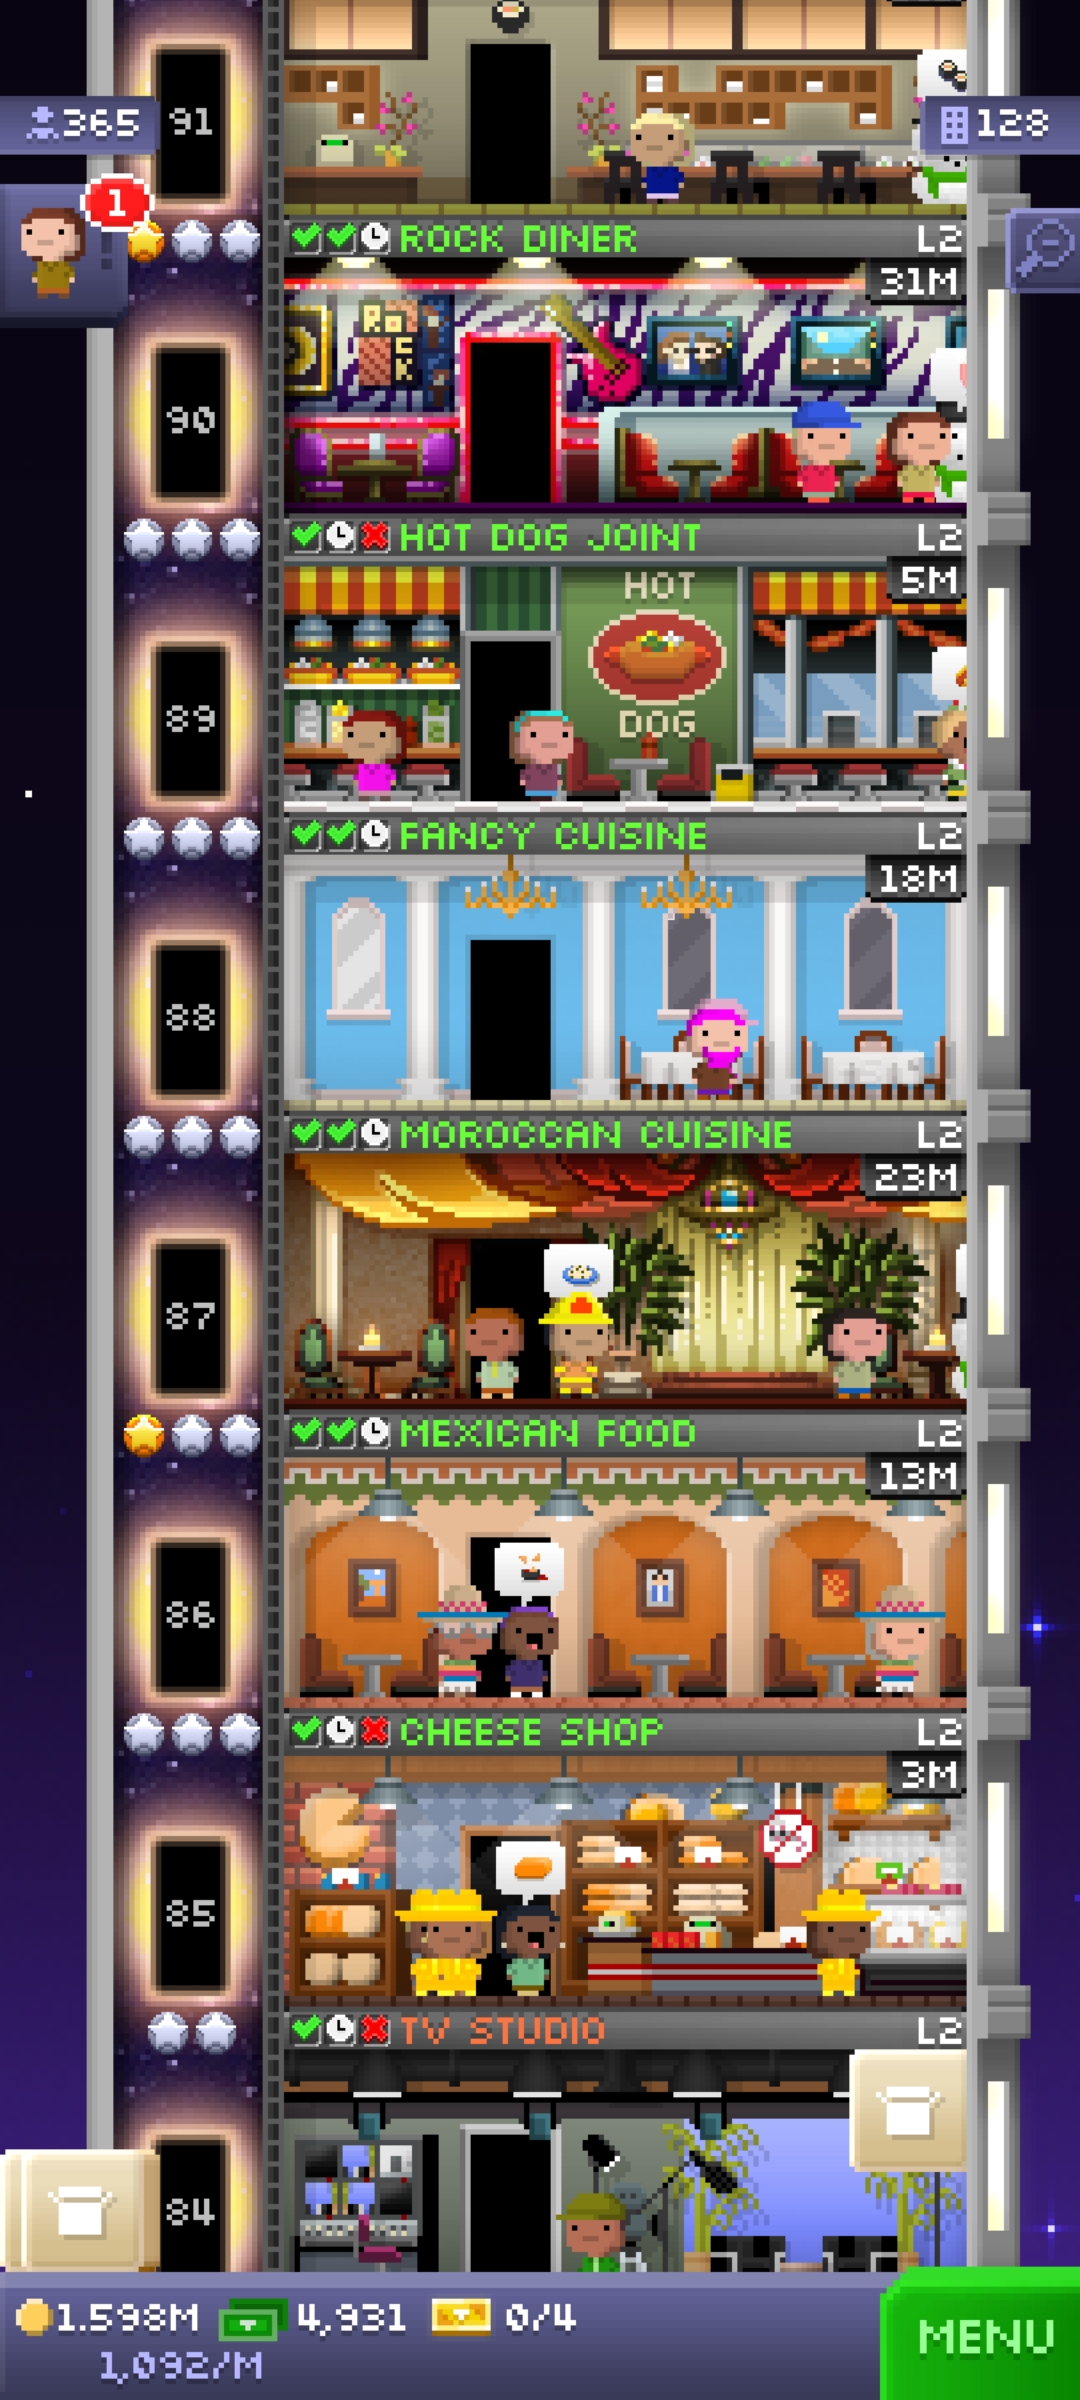 91
365
128
1
ROCK DINER L2
31M
Ro
C
K
90
HOT DOG JOINT L2
5M
HOT
DOG
89
FANCY CUISINE L2
18M
88
MOROCCAN CUISINE L2
23M
87
MEXICAN FOOD L2
13M
86
CHEESE SHOP L2
3M
85
TV STUDIO L2
84
1.598M 4,931 0/4
1,092/M
MENU